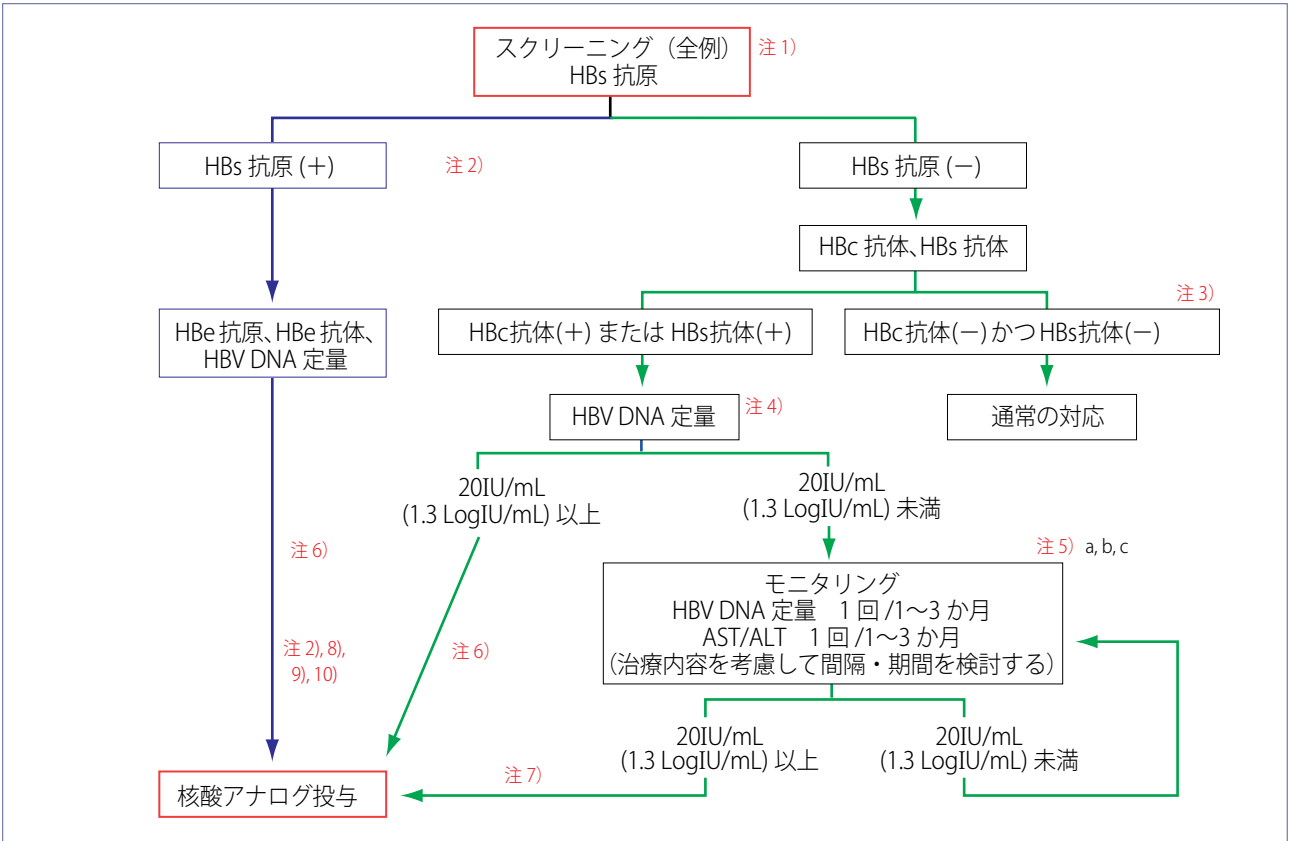 スクリーニング（全例） 注 1）
HBs 抗原
HBs 抗原 (＋)
注 2）
HBs 抗原 (－)
HBc 抗体、HBs 抗体
注 3）
HBe 抗原、HBe 抗体、
HBV DNA 定量
HBc抗体(＋) または HBs抗体(＋)
HBc抗体(－) かつ HBs抗体(－)
HBV DNA 定量
注 4）
通常の対応
20IU/mL
(1.3 LogIU/mL) 以上
20IU/mL
(1.3 LogIU/mL) 未満
注 6）
注 5） a, b, c
モニタリング
HBV DNA 定量　1 回 /1～3 か月
AST/ALT　1 回 /1～3 か月
（治療内容を考慮して間隔・期間を検討する）
注 2), 8),
9), 10)
注 6）
20IU/mL
(1.3 LogIU/mL) 以上
20IU/mL
(1.3 LogIU/mL) 未満
注 7）
核酸アナログ投与